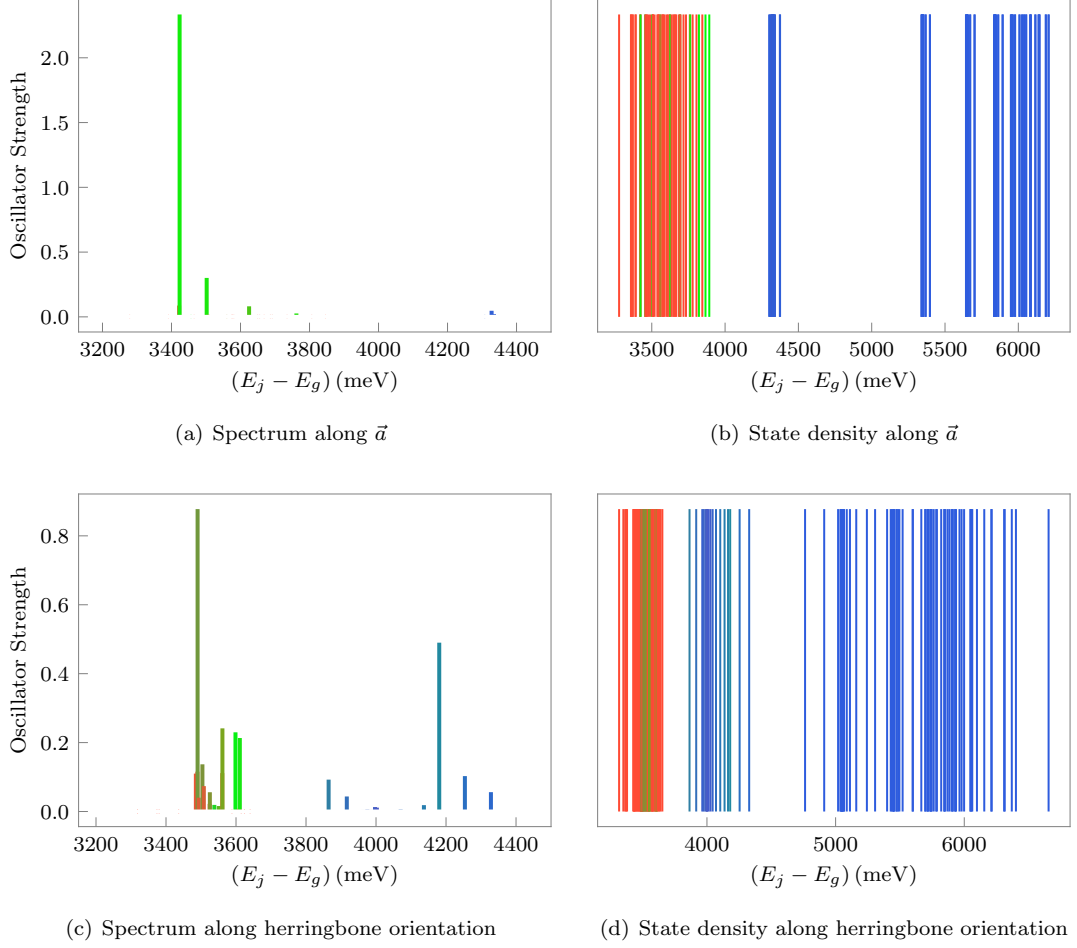 2.0
1.5
1.0
0.5
0.0
Oscillator Strength
3200 3400 3600 3800 4000 4200 4400
(E_j − E_g) (meV)
(a) Spectrum along \vec{a}
3500 4000 4500 5000 5500 6000
(E_j − E_g) (meV)
(b) State density along \vec{a}
0.8
0.6
0.4
0.2
0.0
Oscillator Strength
3200 3400 3600 3800 4000 4200 4400
(E_j − E_g) (meV)
(c) Spectrum along herringbone orientation
4000 5000 6000
(E_j − E_g) (meV)
(d) State density along herringbone orientation